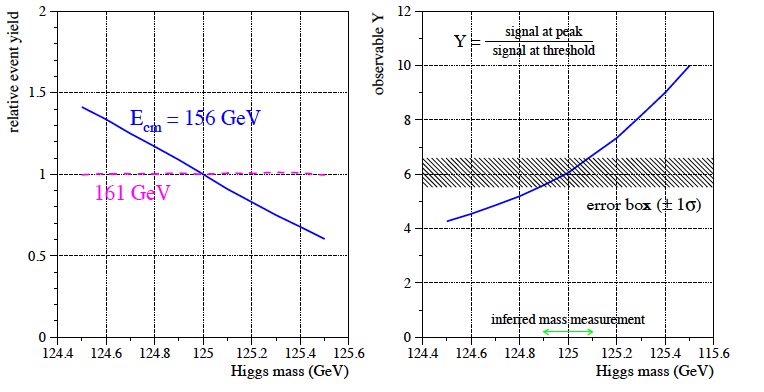 relative event yield
2
1.5
1
0.5
0
E_cm = 156 GeV
161 GeV
124.4 124.6 124.8 125 125.2 125.4 125.6
Higgs mass (GeV)
observable Y
12
10
8
6
4
2
0
Y = signal at peak
signal at threshold
error box (± 1σ)
inferred mass measurement
124.4 124.6 124.8 125 125.2 125.4 115.6
Higgs mass (GeV)